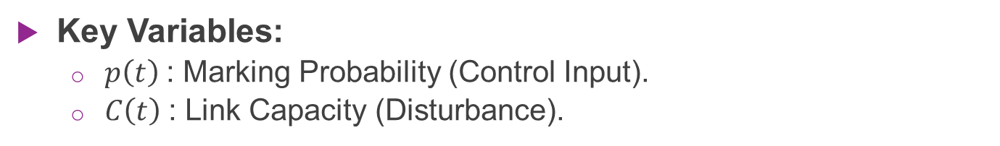 Key Variables:
p(t) : Marking Probability (Control Input).
C(t) : Link Capacity (Disturbance).